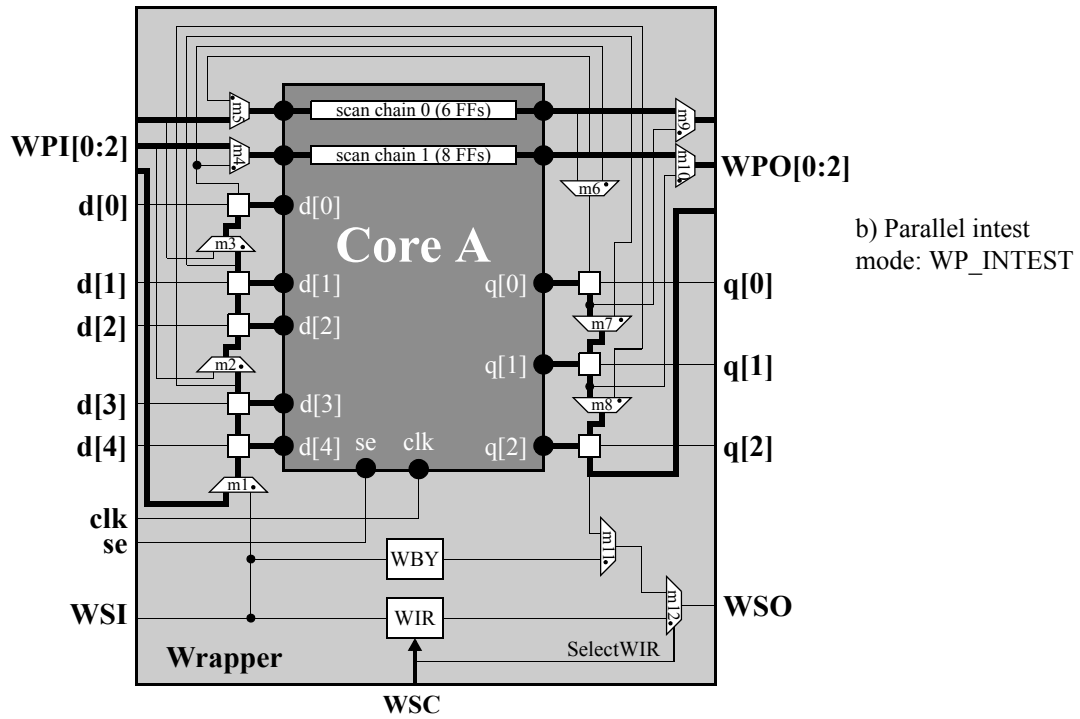 m5
scan chain 0 (6 FFs)
m9
WPI[0:2]
m4
scan chain 1 (8 FFs)
m10
WPO[0:2]
m6
d[0]
d[0]
m3
Core A
b) Parallel intest
mode: WP_INTEST
d[1]
d[1]
q[0]
q[0]
d[2]
d[2]
m7
m2
q[1]
q[1]
d[3]
d[3]
m8
d[4]
d[4]
se
clk
q[2]
q[2]
m1
clk
se
m11
WBY
WSI
WIR
m12
WSO
SelectWIR
Wrapper
WSC